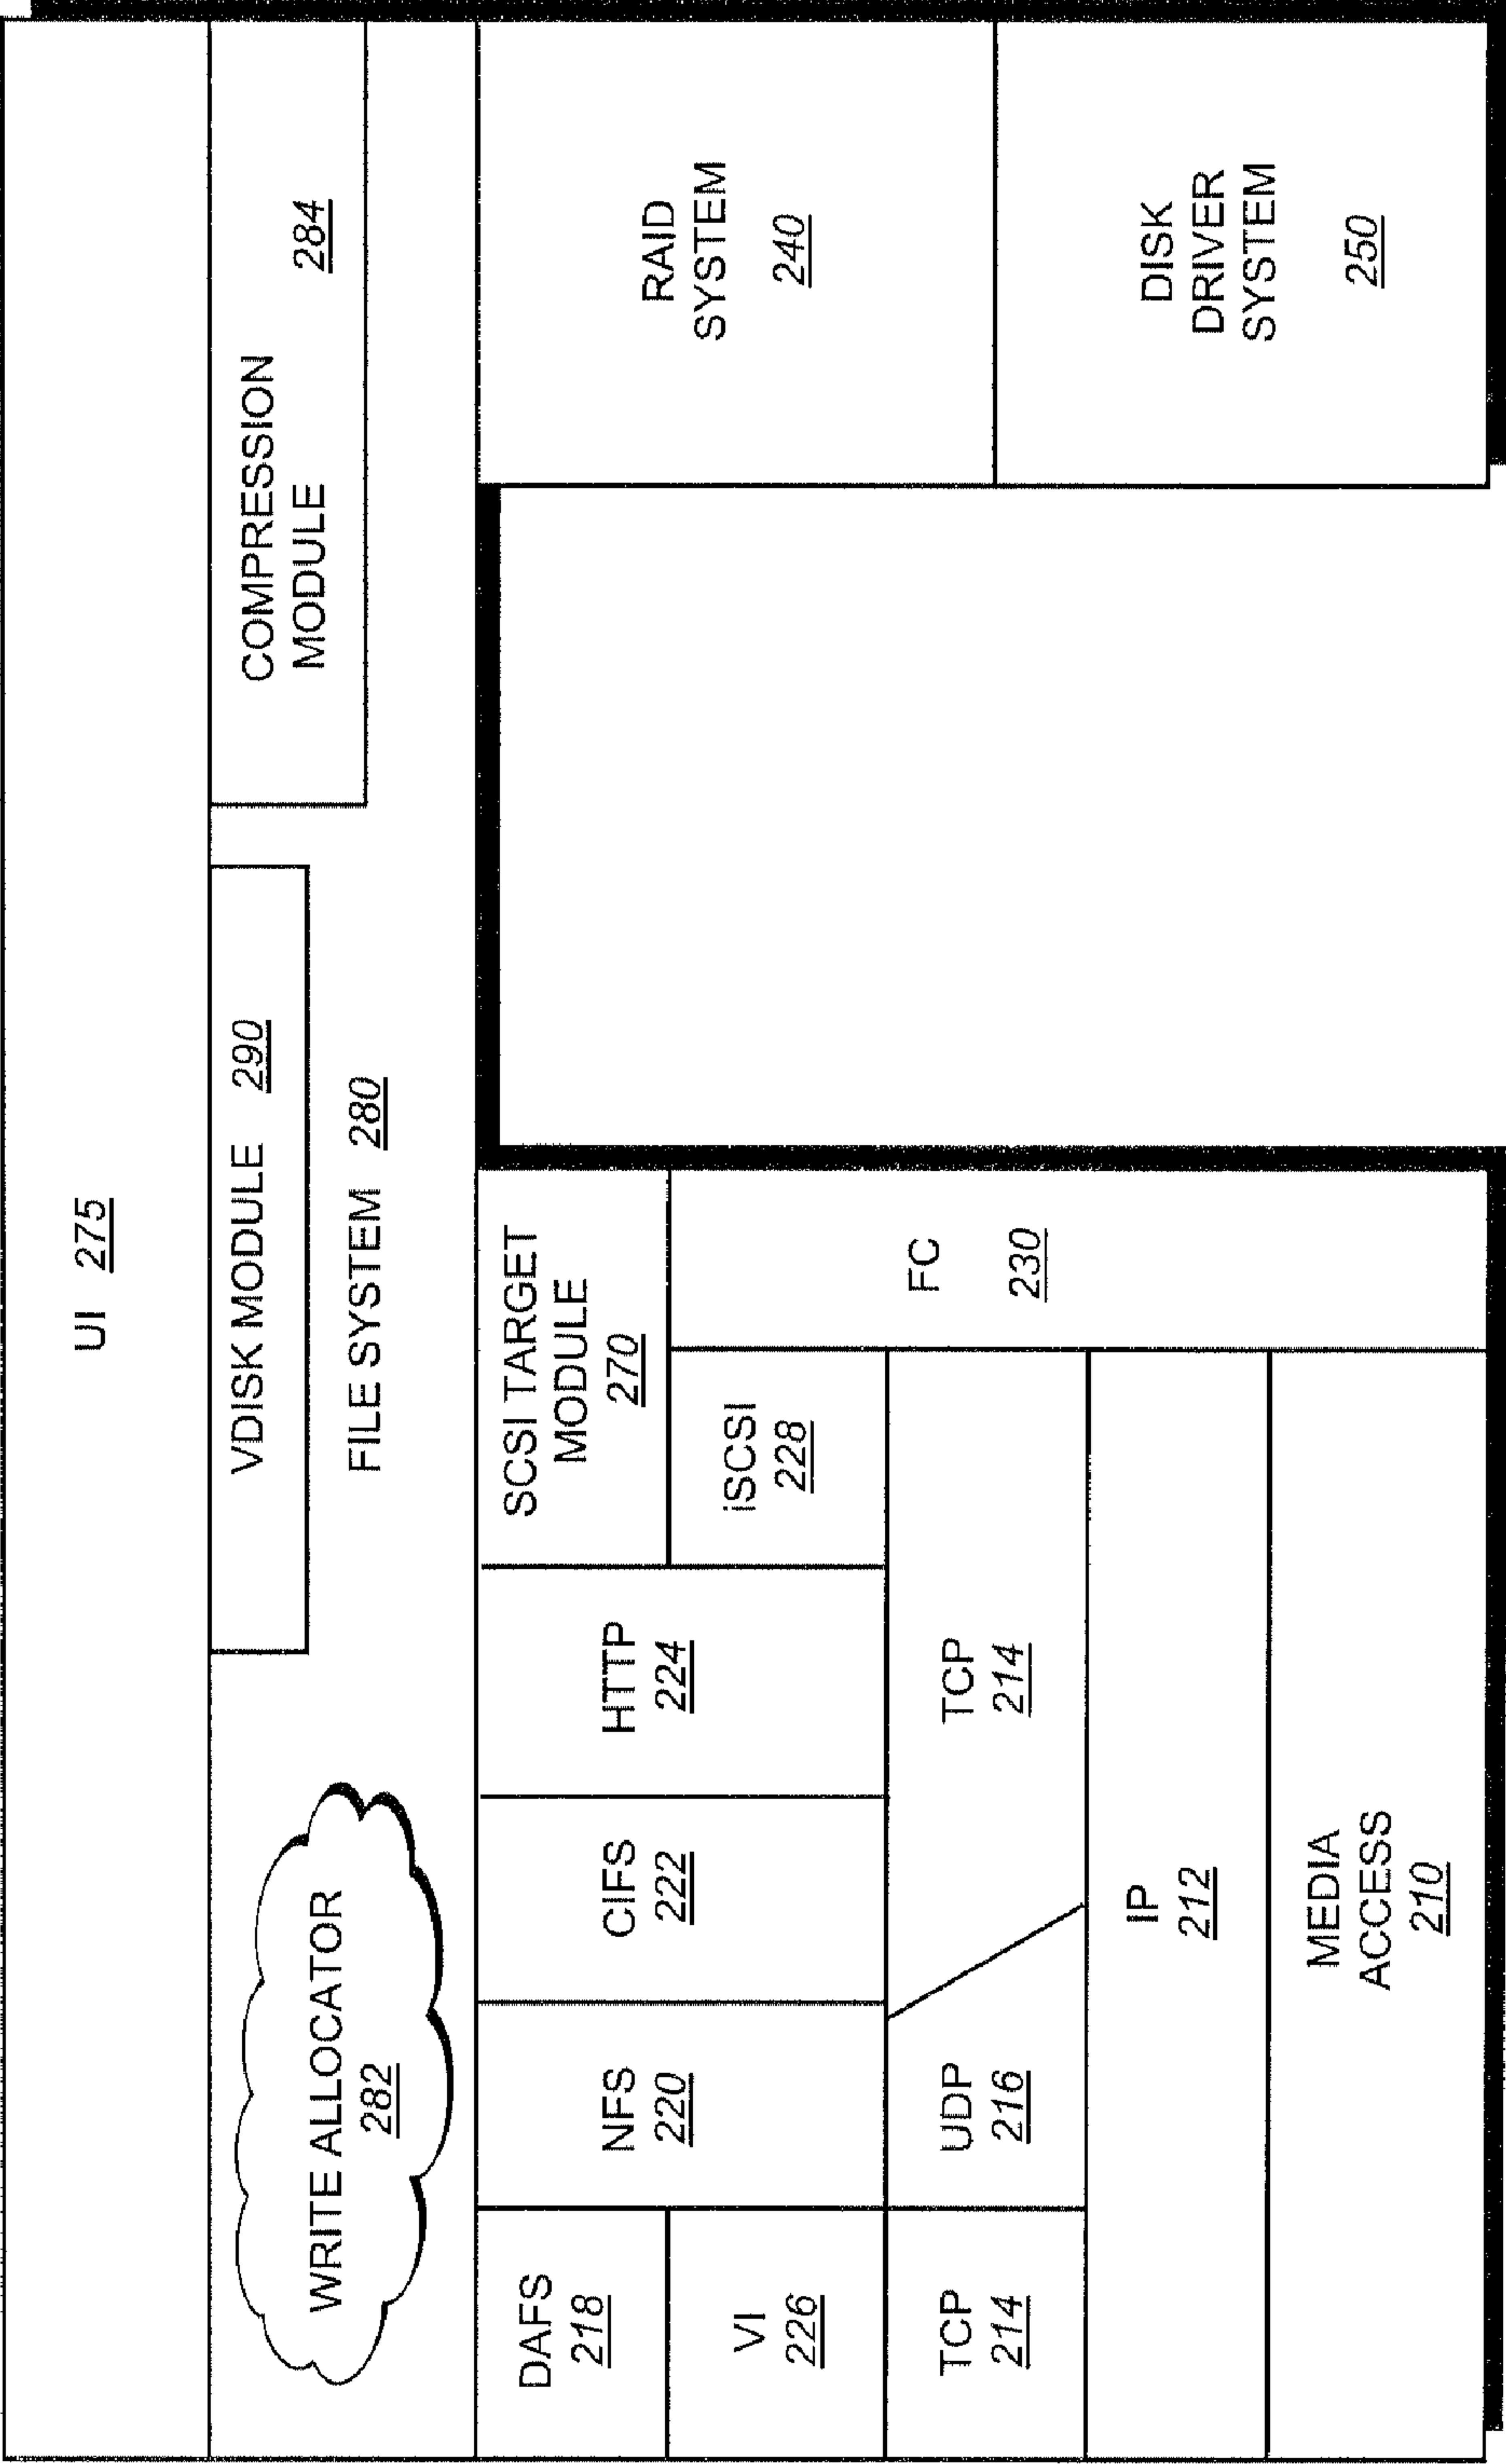 UI 275
VDISK MODULE 290
COMPRESSION
MODULE
284
WRITE ALLOCATOR
282
FILE SYSTEM 280
DAFS
218
VI
226
NFS
220
CIFS
222
HTTP
224
SCSI TARGET
MODULE
270
iSCSI
228
FC
230
TCP
214
UDP
216
TCP
214
IP
212
MEDIA
ACCESS
210
RAID
SYSTEM
240
DISK
DRIVER
SYSTEM
250